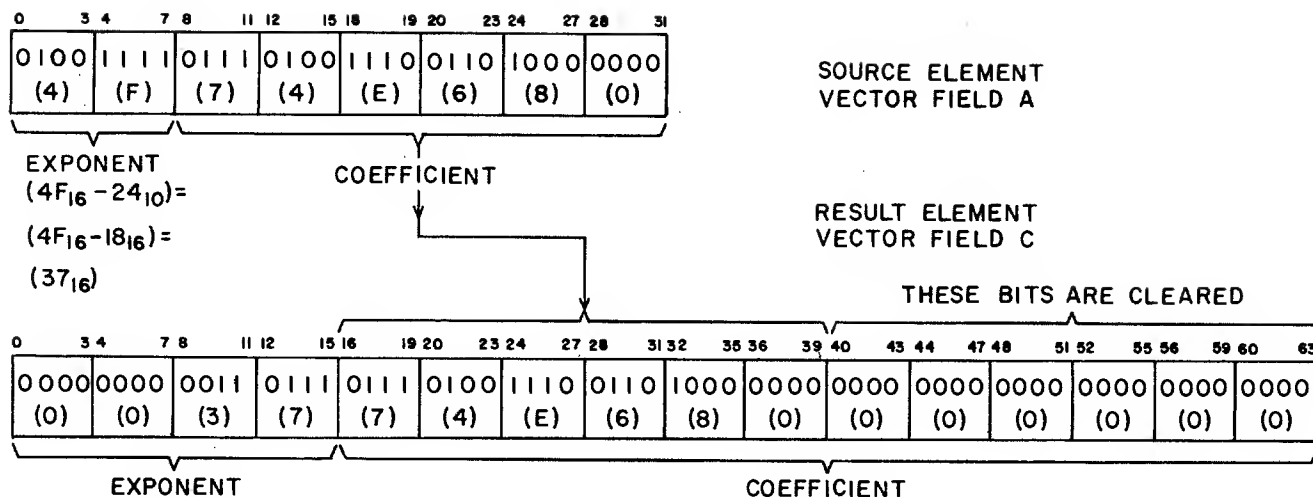 0 3 4 7 8 11 12 15 18 19 20 23 24 27 28 31
0100 1111 0111 0100 1110 0110 1000 0000
(4) (F) (7) (4) (E) (6) (8) (0)
SOURCE ELEMENT
VECTOR FIELD A
EXPONENT
(4F16 - 2410) =
(4F16 - 1816) =
(3716)
COEFFICIENT
RESULT ELEMENT
VECTOR FIELD C
THESE BITS ARE CLEARED
0 3 4 7 8 11 12 15 16 19 20 23 24 27 28 31 32 35 36 39 40 43 44 47 48 51 52 55 56 59 60 63
0000 0000 0011 0111 0111 0100 1110 0110 1000 0000 0000 0000 0000 0000 0000 0000
(0) (0) (3) (7) (7) (4) (E) (6) (8) (0) (0) (0) (0) (0) (0) (0)
EXPONENT COEFFICIENT